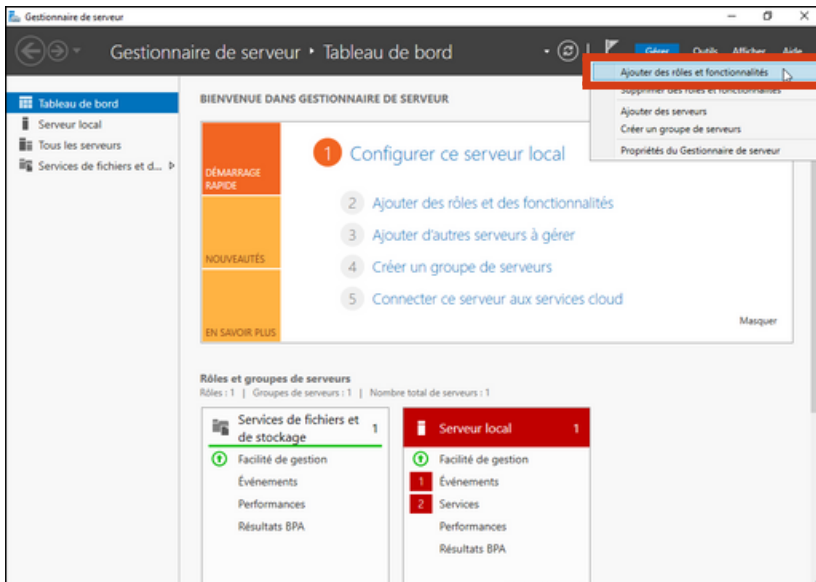 Gestionnaire de serveur
Gestionnaire de serveur ‣ Tableau de bord
Gérer Outils Afficher Aide
Ajouter des rôles et fonctionnalités
Supprimer des rôles et fonctionnalités
Ajouter des serveurs
Créer un groupe de serveurs
Propriétés du Gestionnaire de serveur
Tableau de bord
Serveur local
Tous les serveurs
Services de fichiers et d...
BIENVENUE DANS GESTIONNAIRE DE SERVEUR
DÉMARRAGE
RAPIDE
NOUVEAUTÉS
EN SAVOIR PLUS
1 Configurer ce serveur local
2 Ajouter des rôles et des fonctionnalités
3 Ajouter d'autres serveurs à gérer
4 Créer un groupe de serveurs
5 Connecter ce serveur aux services cloud
Masquer
Rôles et groupes de serveurs
Rôles : 1 | Groupes de serveurs : 1 | Nombre total de serveurs : 1
Services de fichiers et
de stockage
1
Facilité de gestion
Événements
Performances
Résultats BPA
Serveur local 1
Facilité de gestion
1 Événements
2 Services
Performances
Résultats BPA